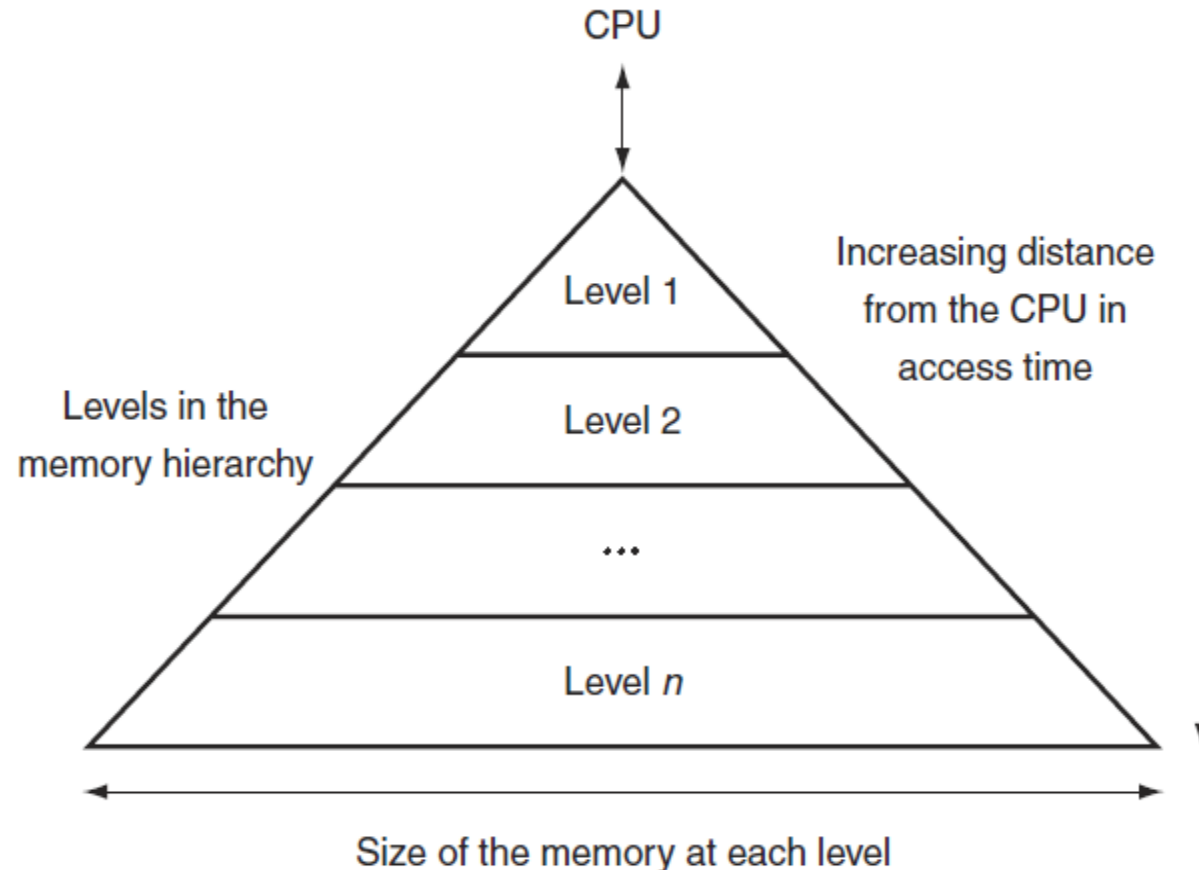 CPU
Increasing distance
from the CPU in
access time
Level 1
Levels in the
memory hierarchy
Level 2
...
Level n
Size of the memory at each level